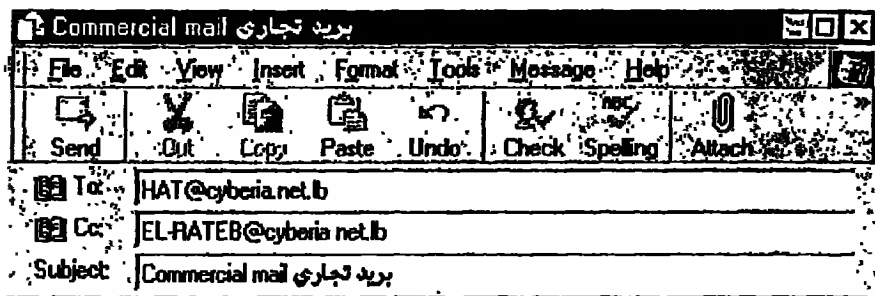 Commercial mail بريد تجاري
File Edit View Insert Format Tools Message Help
Send Cut Copy Paste Undo Check Spelling Attach
To: HAT@cyberia.net.lb
Cc: EL-RATEB@cyberia net.lb
Subject: Commercial mail بريد تجاري